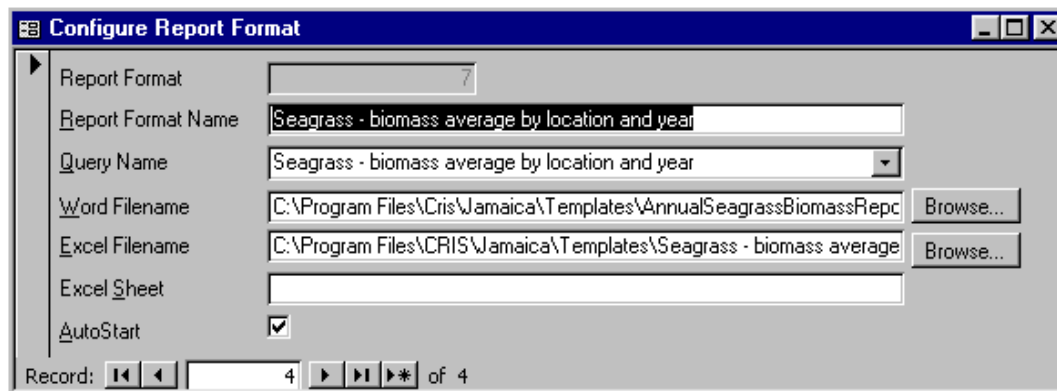 Configure Report Format
Report Format 7
Report Format Name Seagrass - biomass average by location and year
Query Name Seagrass - biomass average by location and year
Word Filename C:\Program Files\Cris\Jamaica\Templates\AnnualSeagrassBiomassRepo Browse...
Excel Filename C:\Program Files\CRIS\Jamaica\Templates\Seagrass - biomass average Browse...
Excel Sheet
AutoStart
Record: 4 of 4